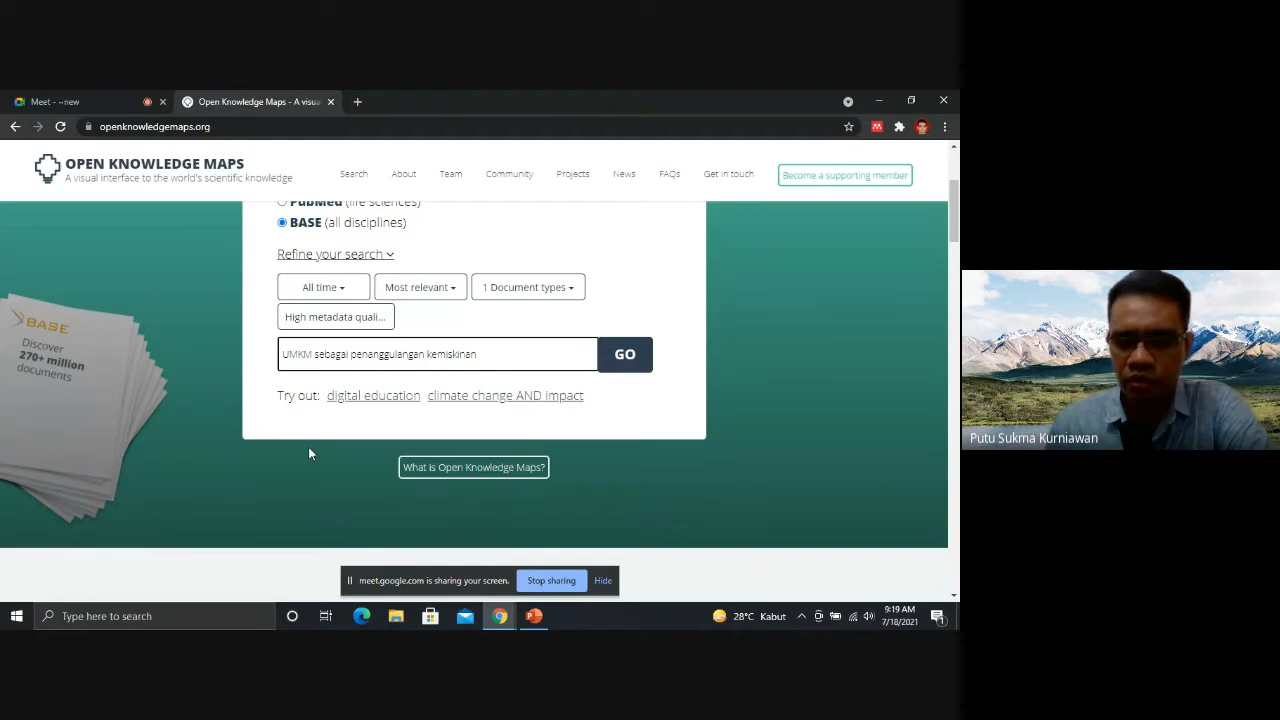 Meet - ~new
Open Knowledge Maps - A visua
openknowledgemaps.org
OPEN KNOWLEDGE MAPS
A visual interface to the world's scientific knowledge
Search
About
Team
Community
Projects
News
FAQs
Get in touch
Become a supporting member
PubMed (life sciences)
BASE (all disciplines)
Refine your search
All time
Most relevant
1 Document types
High metadata quali...
UMKM sebagai penanggulangan kemiskinan
GO
Try out: digital education climate change AND impact
What is Open Knowledge Maps?
BASE
Discover
270+ million
documents
Putu Sukma Kurniawan
meet.google.com is sharing your screen.
Stop sharing
Hide
Type here to search
28°C Kabut
9:19 AM
7/18/2021
1